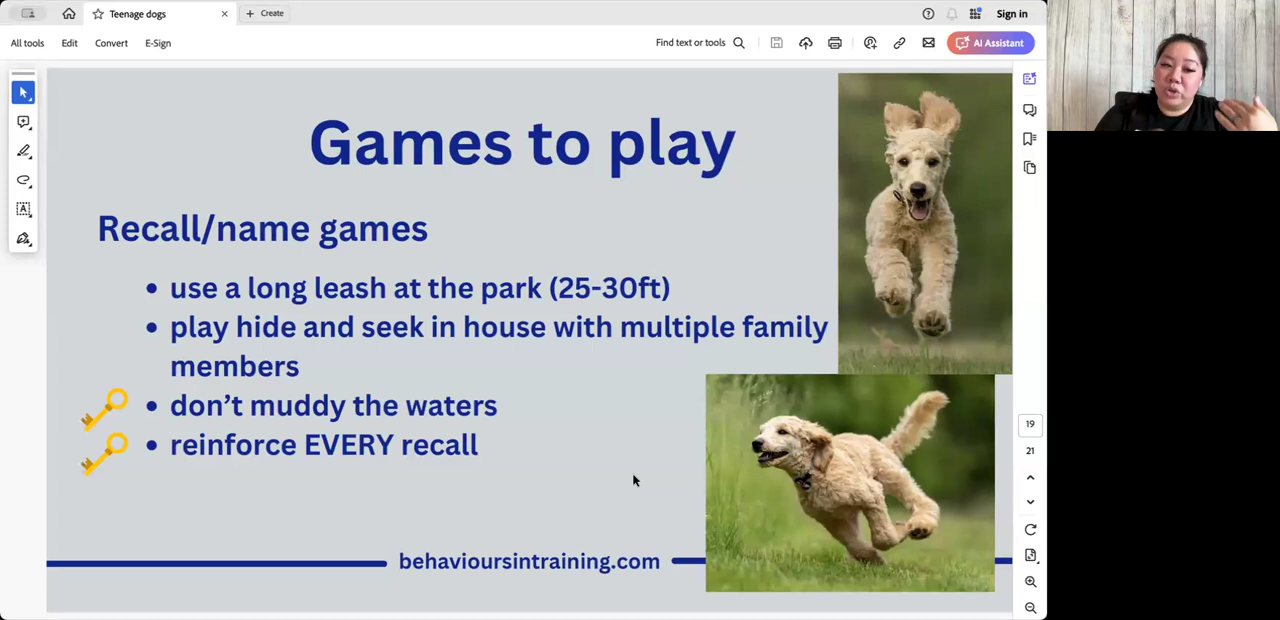 Teenage dogs
Create
Sign in
All tools
Edit
Convert
E-Sign
Find text or tools
AI Assistant
Games to play
Recall/name games
• use a long leash at the park (25-30ft)
• play hide and seek in house with multiple family
members
• don't muddy the waters
• reinforce EVERY recall
behavioursintraining.com
19
21